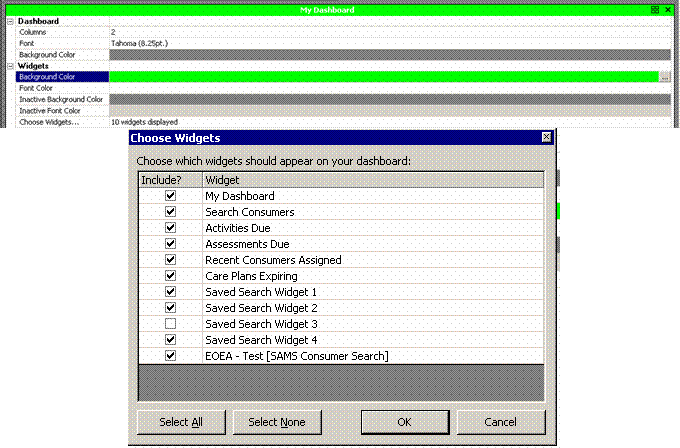 My Dashboard
Dashboard
Columns 2
Font Tahoma (8.25pt.)
Background Color
Widgets
Background Color ...
Font Color
Inactive Background Color
Inactive Font Color
Choose Widgets... 10 widgets displayed
Choose Widgets
Choose which widgets should appear on your dashboard:
Include? Widget
My Dashboard
Search Consumers
Activities Due
Assessments Due
Recent Consumers Assigned
Care Plans Expiring
Saved Search Widget 1
Saved Search Widget 2
Saved Search Widget 3
Saved Search Widget 4
EOEA - Test [SAMS Consumer Search]
Select All Select None OK Cancel